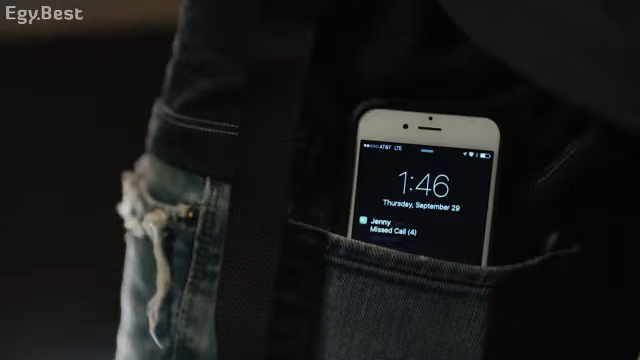 Egy.Best
AT&T LTE
1:46
Thursday, September 29
Jenny
Missed Call (4)